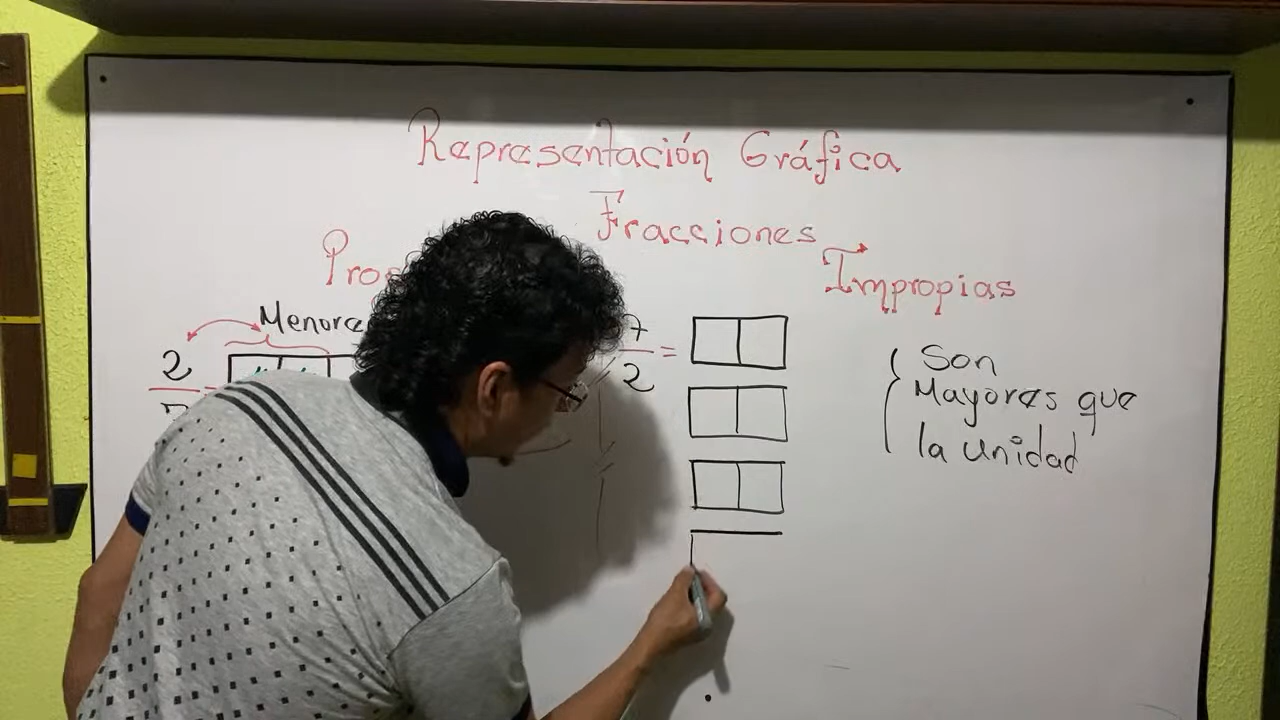 Representación Gráfica
Fracciones
Impropias
2
7
2
=
Son
Mayores que
la unidad